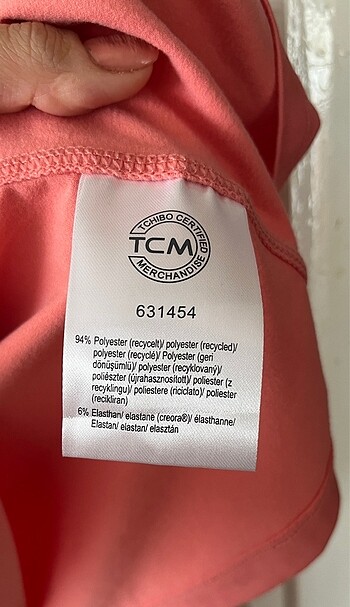 TCHIBO CERTIFIED
TCM
MERCHANDISE
631454
94% Polyester (recycelt)/ polyester (recycled)/
polyester (recyclé)/ Polyester (geri
dönüşümlü)/ polyester (recyklovaný)/
poliészter (újrahasznosított)/ poliester (z
recyklingu)/ poliestere (riciclato)/ poliester
(recikliran)
6% Elasthan/ elastane (creora®)/ élasthanne/
Elastan/ elastan/ elasztán